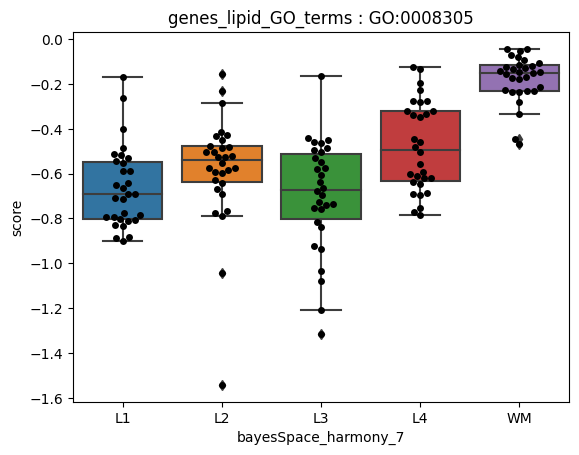 genes_lipid_GO_terms : GO:0008305
0.0
−0.2
−0.4
−0.6
−0.8
−1.0
−1.2
−1.4
−1.6
score
L1 L2 L3 L4 WM
bayesSpace_harmony_7